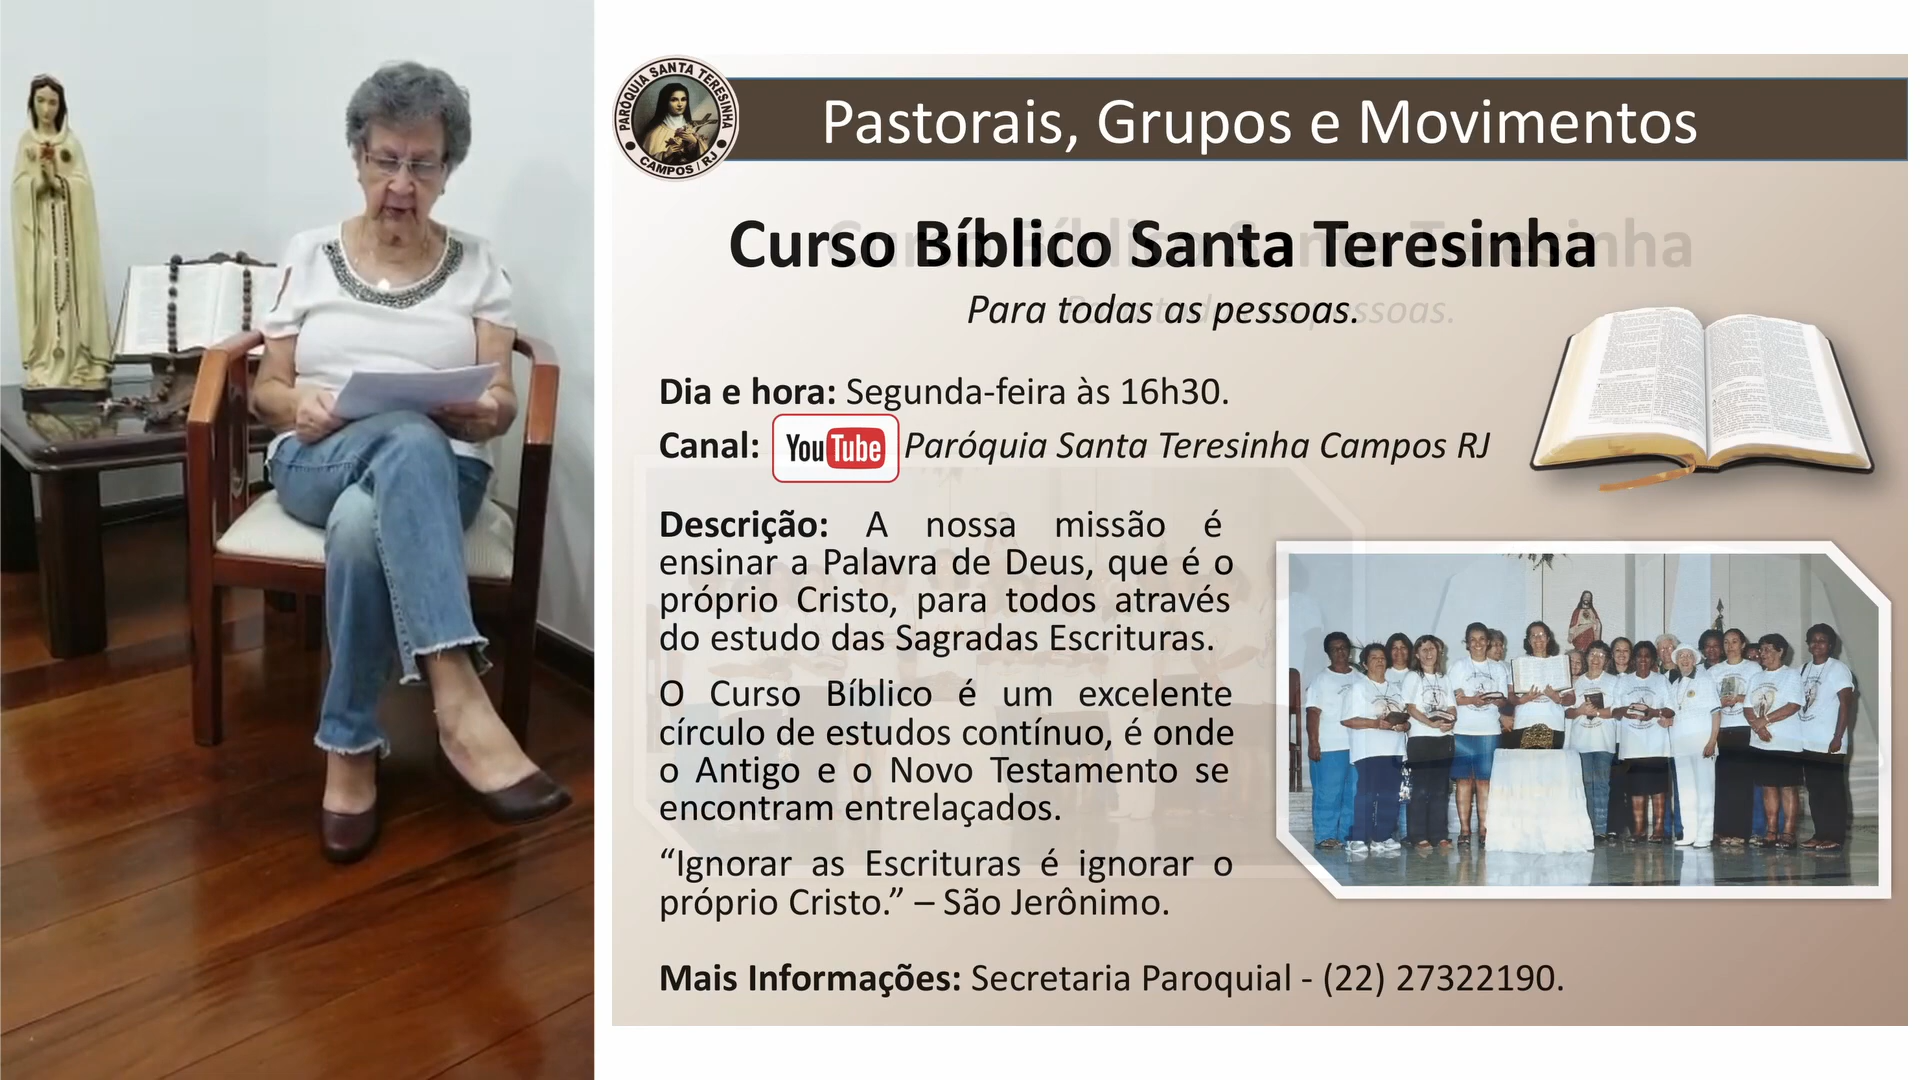 PARÓQUIA SANTA TERESINHA
CAMPOS / RJ
Pastorais, Grupos e Movimentos
Curso Bíblico Santa Teresinha
Para todas as pessoas.
Dia e hora: Segunda-feira às 16h30.
Canal: YouTube Paróquia Santa Teresinha Campos RJ
Descrição: A nossa missão é
ensinar a Palavra de Deus, que é o
próprio Cristo, para todos através
do estudo das Sagradas Escrituras.
O Curso Bíblico é um excelente
círculo de estudos contínuo, é onde
o Antigo e o Novo Testamento se
encontram entrelaçados.
“Ignorar as Escrituras é ignorar o
próprio Cristo.” – São Jerônimo.
Mais Informações: Secretaria Paroquial - (22) 27322190.